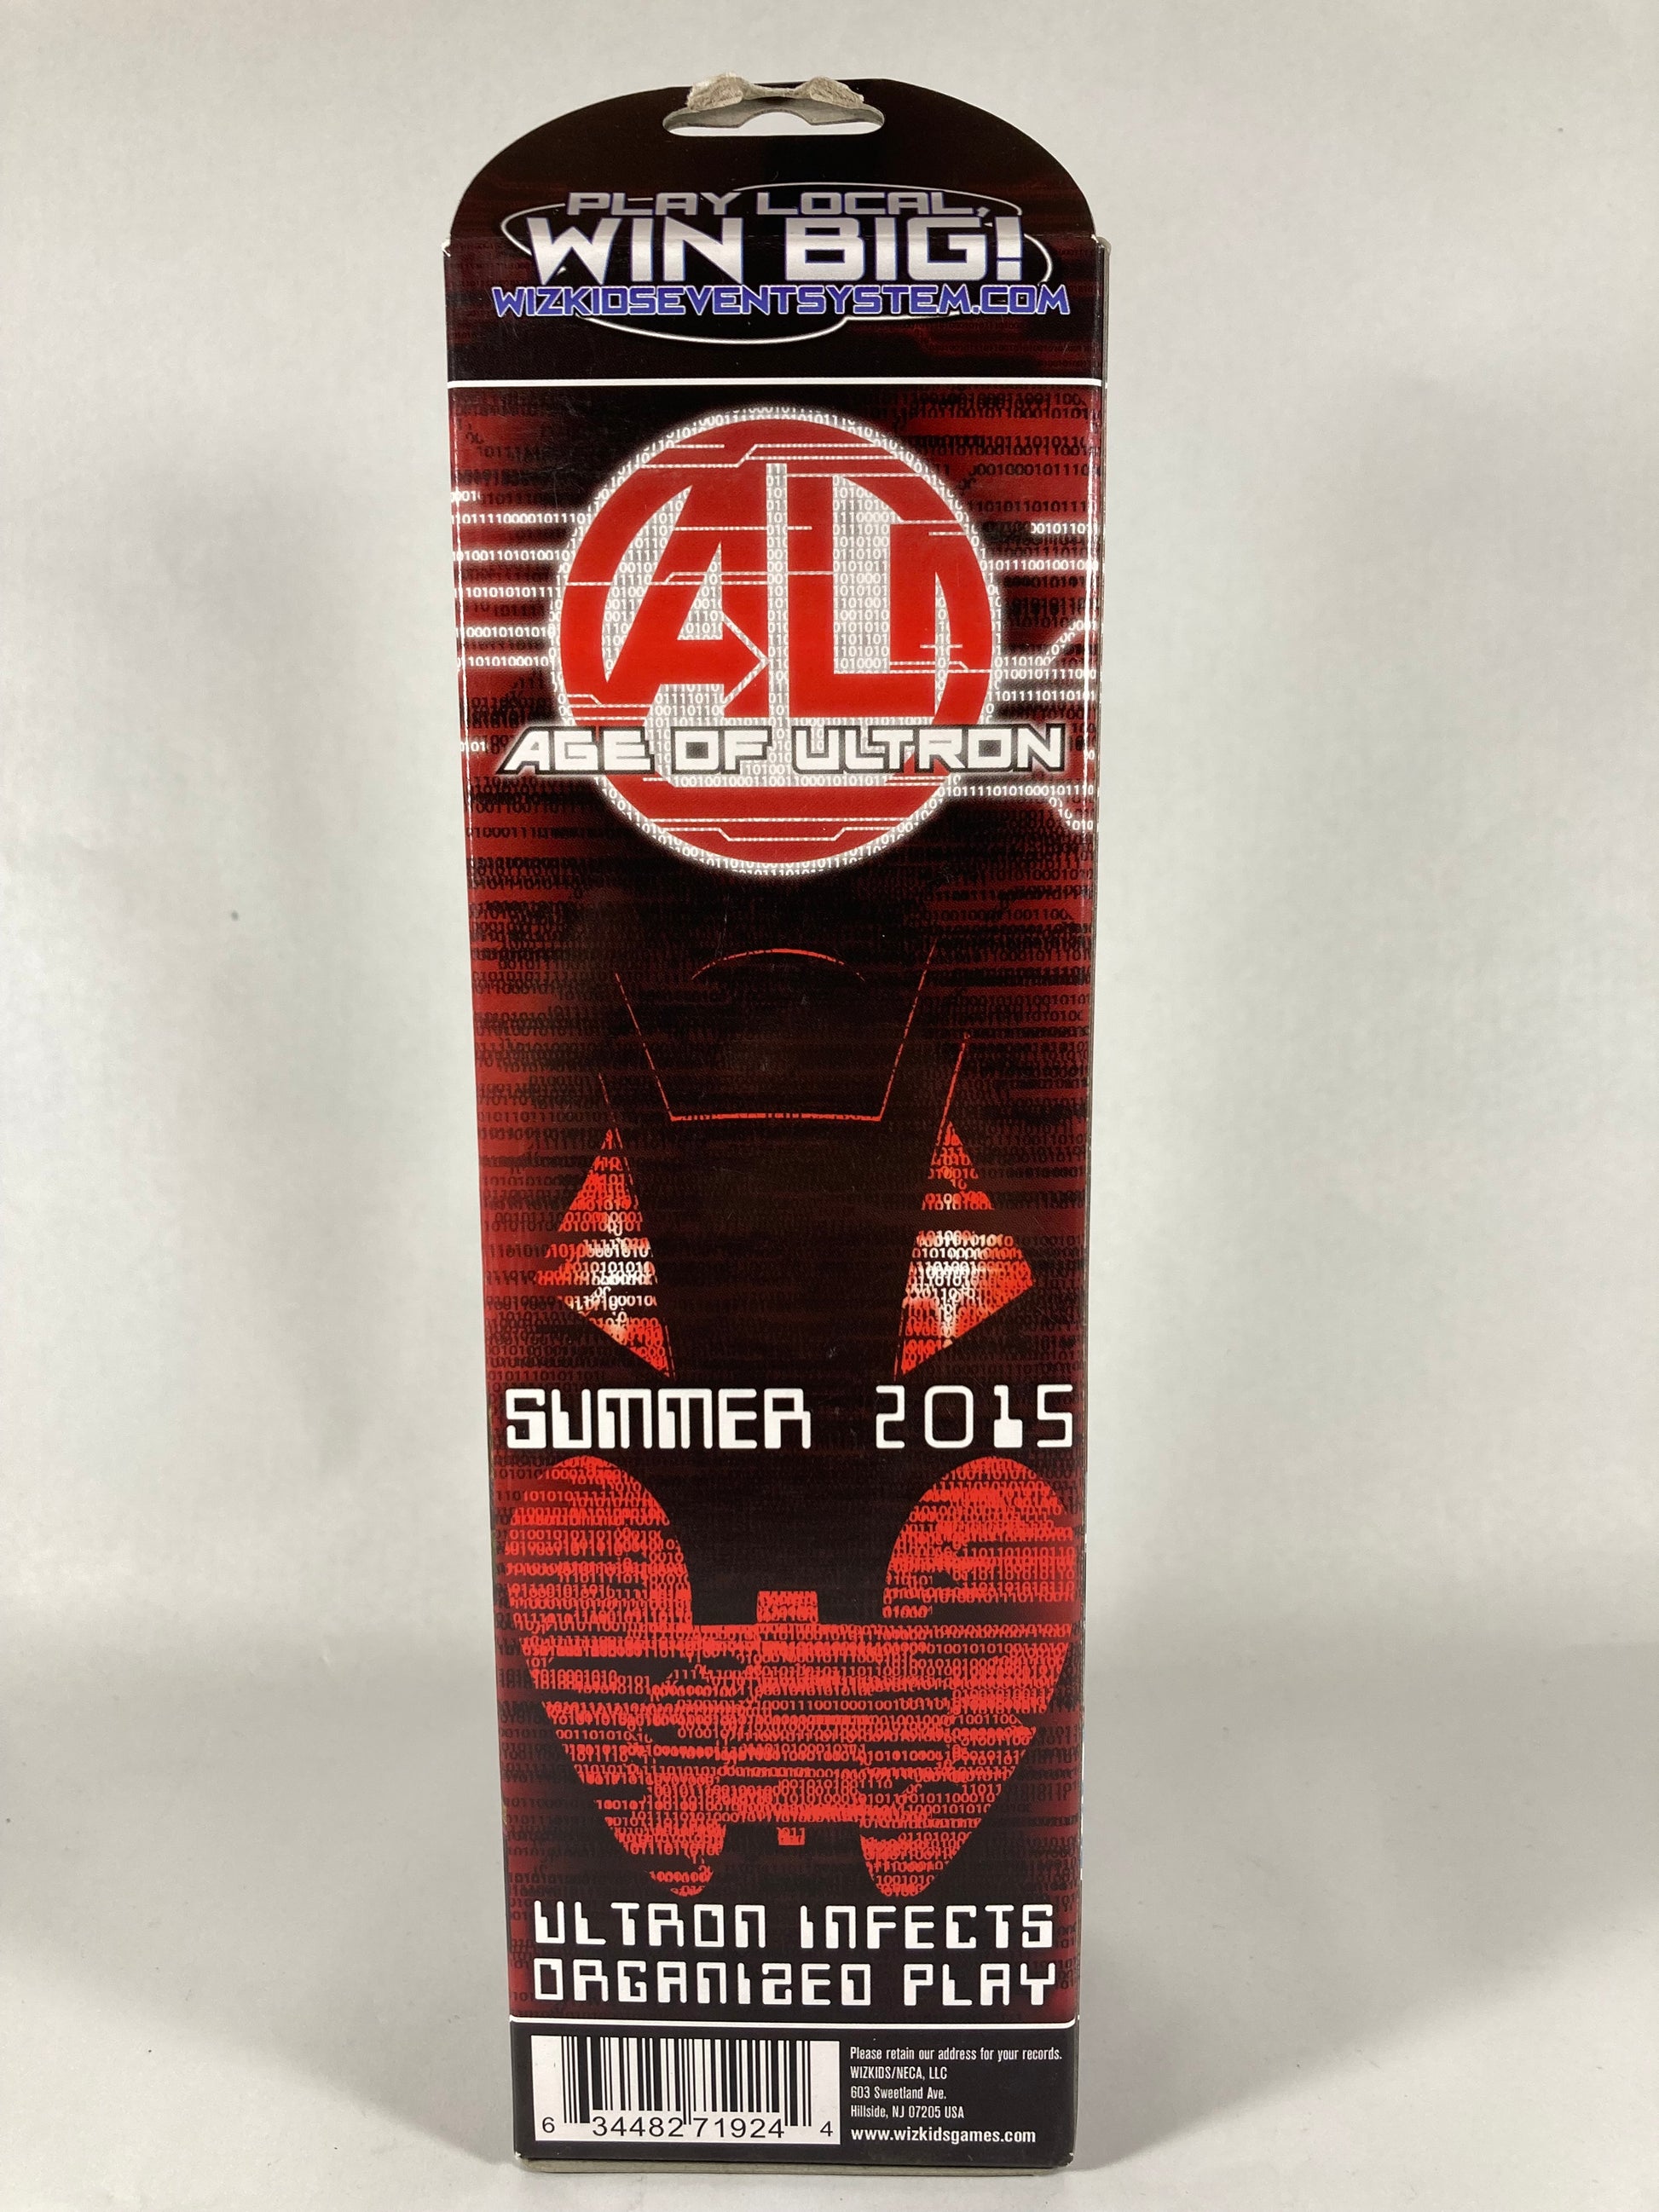 PLAY LOCAL,
WIN BIG!
WIZKIDSEVENTSYSTEM.COM
AU
AGE OF ULTRON
SUMMER 2015
ULTRON INFECTS
ORGANIZED PLAY
Please retain our address for your records.
WIZKIDS/NECA, LLC
603 Sweetland Ave.
Hillside, NJ 07205 USA
www.wizkidsgames.com
6 34482 71924 4